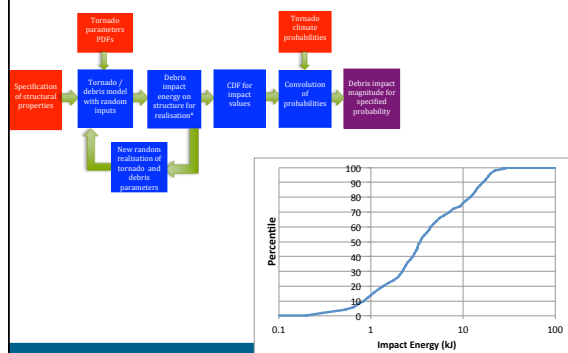 Tornado
parameters
PDFs
Tornado
climate
probabilities
Specification
of structural
properties
Tornado /
debris model
with random
inputs
Debris
impact
energy on
structure for
realisation*
CDF for
impact
values
Convolution
of
probabilities
Debris impact
magnitude for
specified
probability
New random
realisation of
tornado and
debris
parameters
Percentile
100
90
80
70
60
50
40
30
20
10
0
0.1
1
10
100
Impact Energy (kJ)